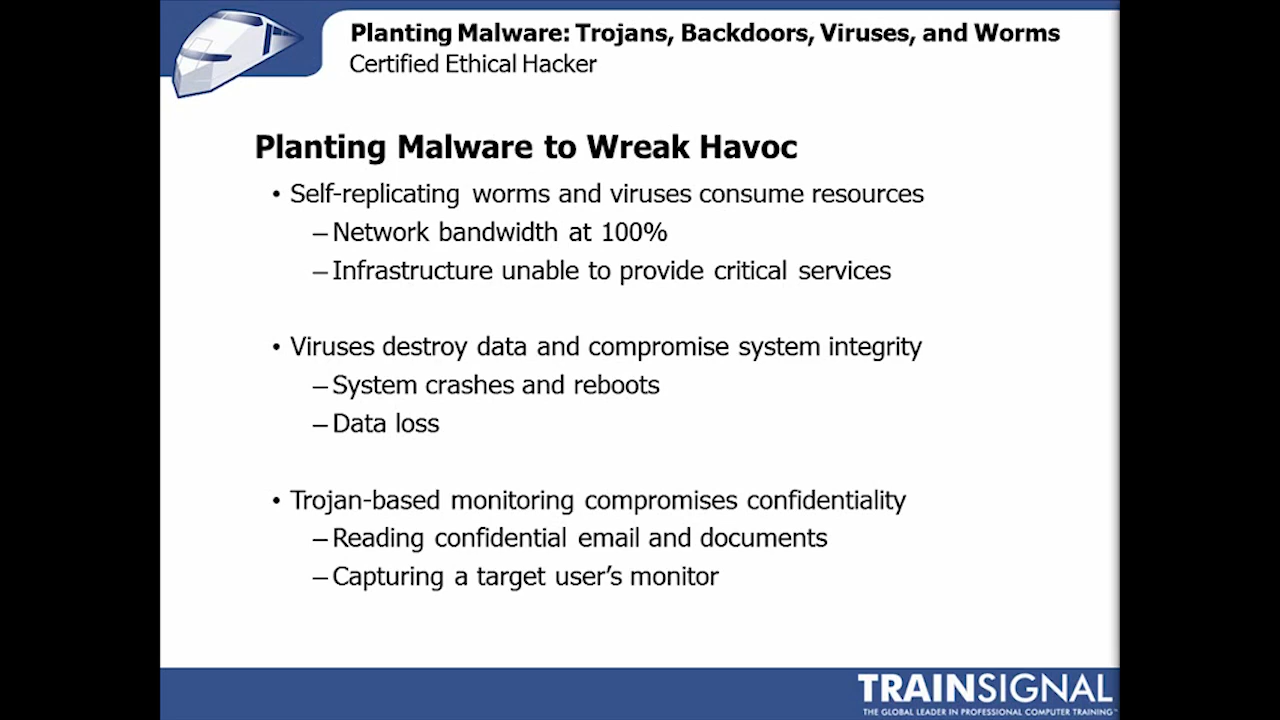 Planting Malware: Trojans, Backdoors, Viruses, and Worms
Certified Ethical Hacker
Planting Malware to Wreak Havoc
• Self-replicating worms and viruses consume resources
– Network bandwidth at 100%
– Infrastructure unable to provide critical services
• Viruses destroy data and compromise system integrity
– System crashes and reboots
– Data loss
• Trojan-based monitoring compromises confidentiality
– Reading confidential email and documents
– Capturing a target user’s monitor
TRAINSIGNAL
THE GLOBAL LEADER IN PROFESSIONAL COMPUTER TRAINING